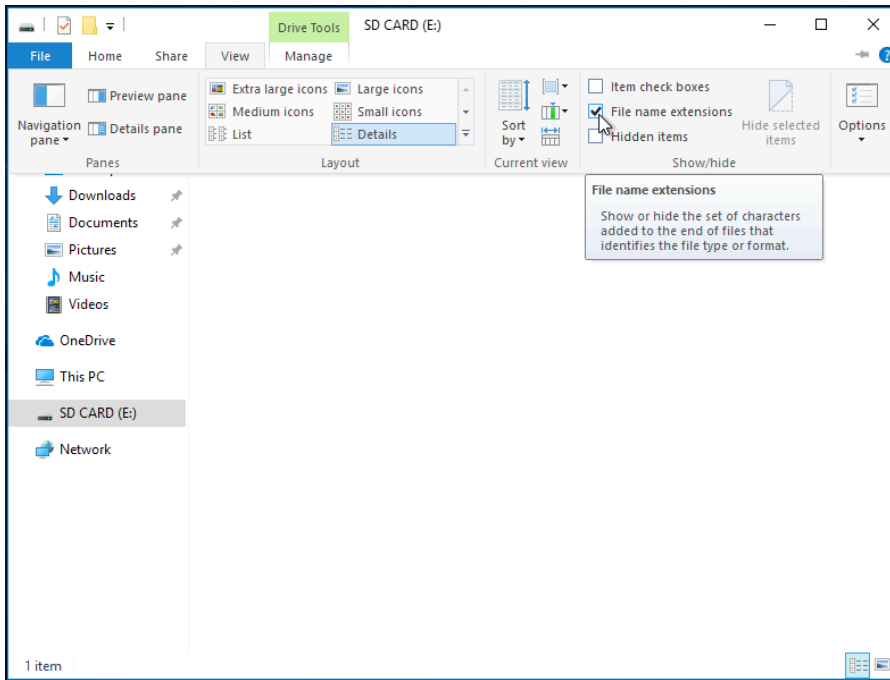 Drive Tools
SD CARD (E:)
File
Home
Share
View
Manage
Navigation
pane
Preview pane
Details pane
Panes
Extra large icons
Large icons
Medium icons
Small icons
List
Details
Layout
Sort
by
Current view
Item check boxes
File name extensions
Hidden items
Hide selected
items
Show/hide
Options
File name extensions
Show or hide the set of characters
added to the end of files that
identifies the file type or format.
Downloads
Documents
Pictures
Music
Videos
OneDrive
This PC
SD CARD (E:)
Network
1 item